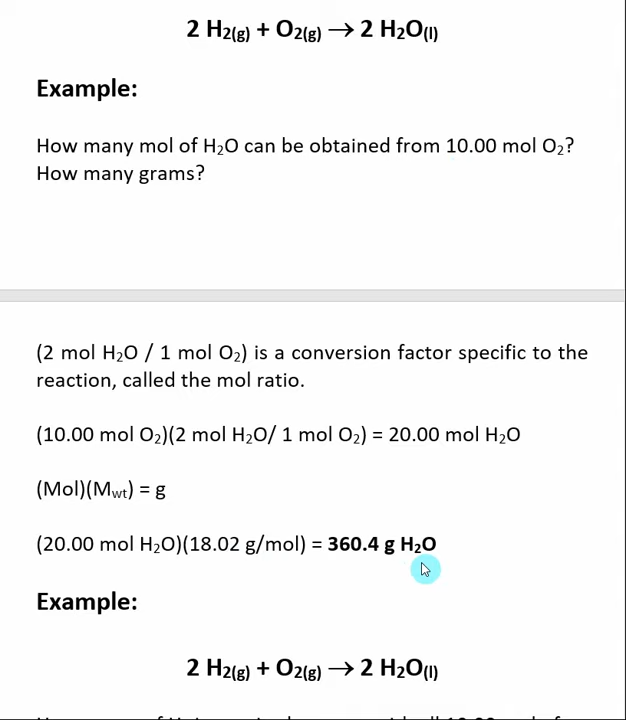 2 H₂(g) + O₂(g) → 2 H₂O(l)
Example:
How many mol of H₂O can be obtained from 10.00 mol O₂?
How many grams?
(2 mol H₂O / 1 mol O₂) is a conversion factor specific to the
reaction, called the mol ratio.
(10.00 mol O₂)(2 mol H₂O/ 1 mol O₂) = 20.00 mol H₂O
(Mol)(Mwt) = g
(20.00 mol H₂O)(18.02 g/mol) = 360.4 g H₂O
Example:
2 H₂(g) + O₂(g) → 2 H₂O(l)